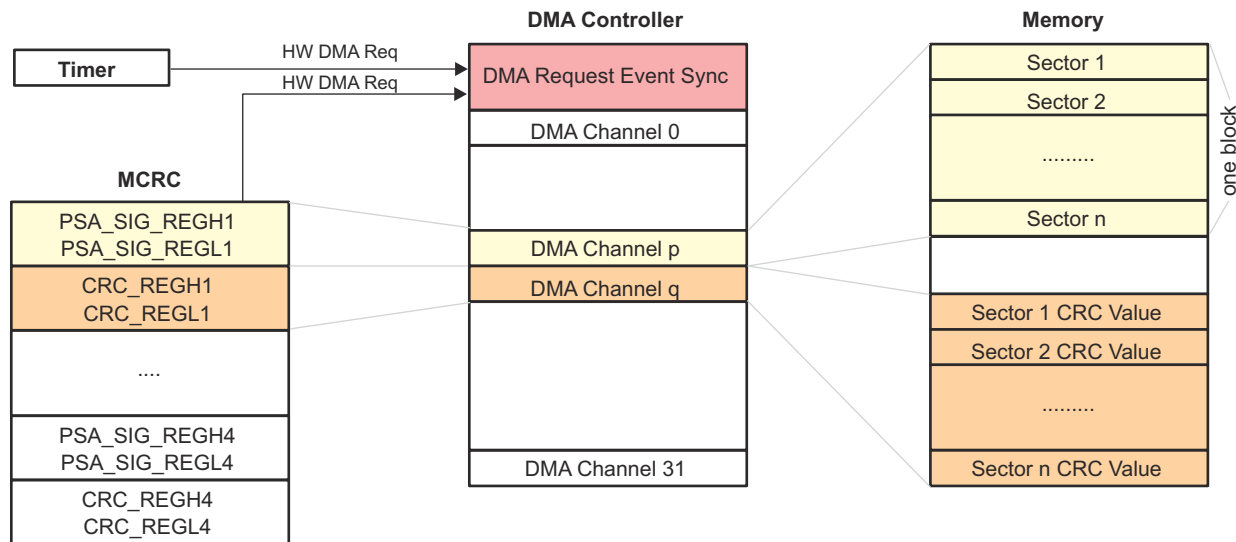 DMA Controller
Memory
Timer
HW DMA Req
HW DMA Req
DMA Request Event Sync
DMA Channel 0
DMA Channel p
DMA Channel q
DMA Channel 31
MCRC
PSA_SIG_REGH1
PSA_SIG_REGL1
CRC_REGH1
CRC_REGL1
....
PSA_SIG_REGH4
PSA_SIG_REGL4
CRC_REGH4
CRC_REGL4
Sector 1
Sector 2
.........
Sector n
one block
Sector 1 CRC Value
Sector 2 CRC Value
.........
Sector n CRC Value